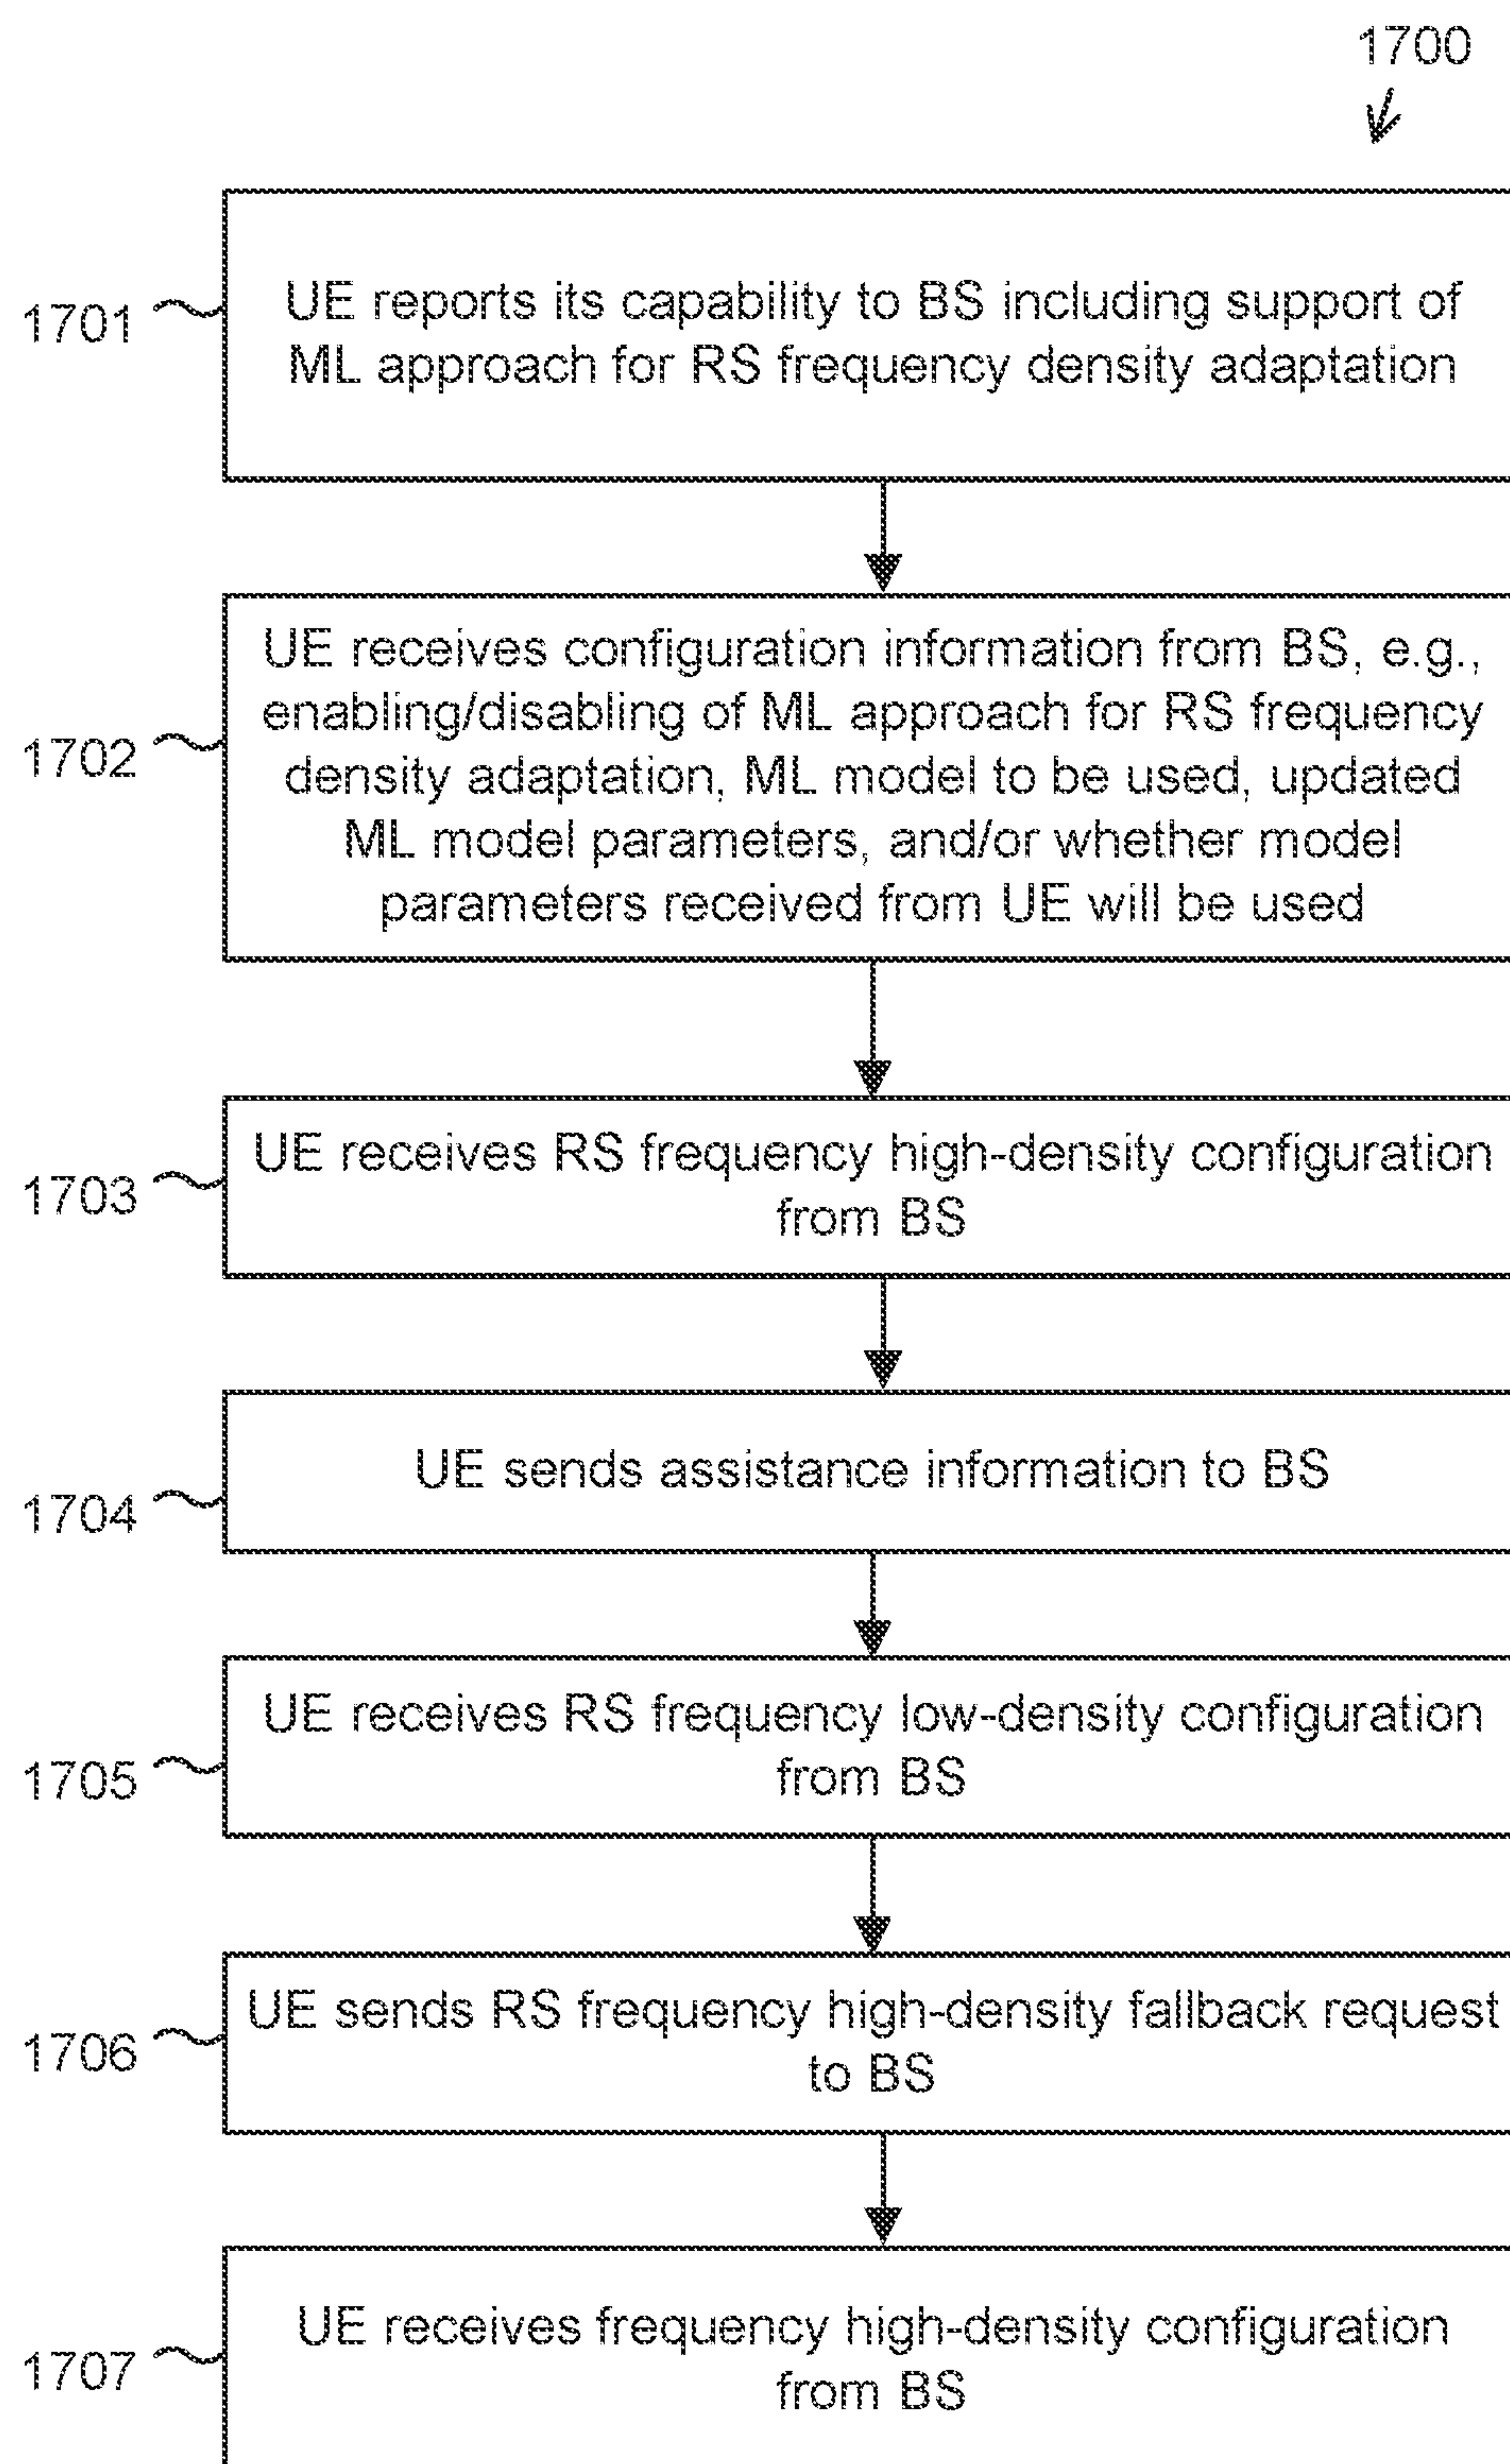 1700
1701
UE reports its capability to BS including support of
ML approach for RS frequency density adaptation
1702
UE receives configuration information from BS, e.g.,
enabling/disabling of ML approach for RS frequency
density adaptation, ML model to be used, updated
ML model parameters, and/or whether model
parameters received from UE will be used
1703
UE receives RS frequency high-density configuration
from BS
1704
UE sends assistance information to BS
1705
UE receives RS frequency low-density configuration
from BS
1706
UE sends RS frequency high-density fallback request
to BS
1707
UE receives frequency high-density configuration
from BS